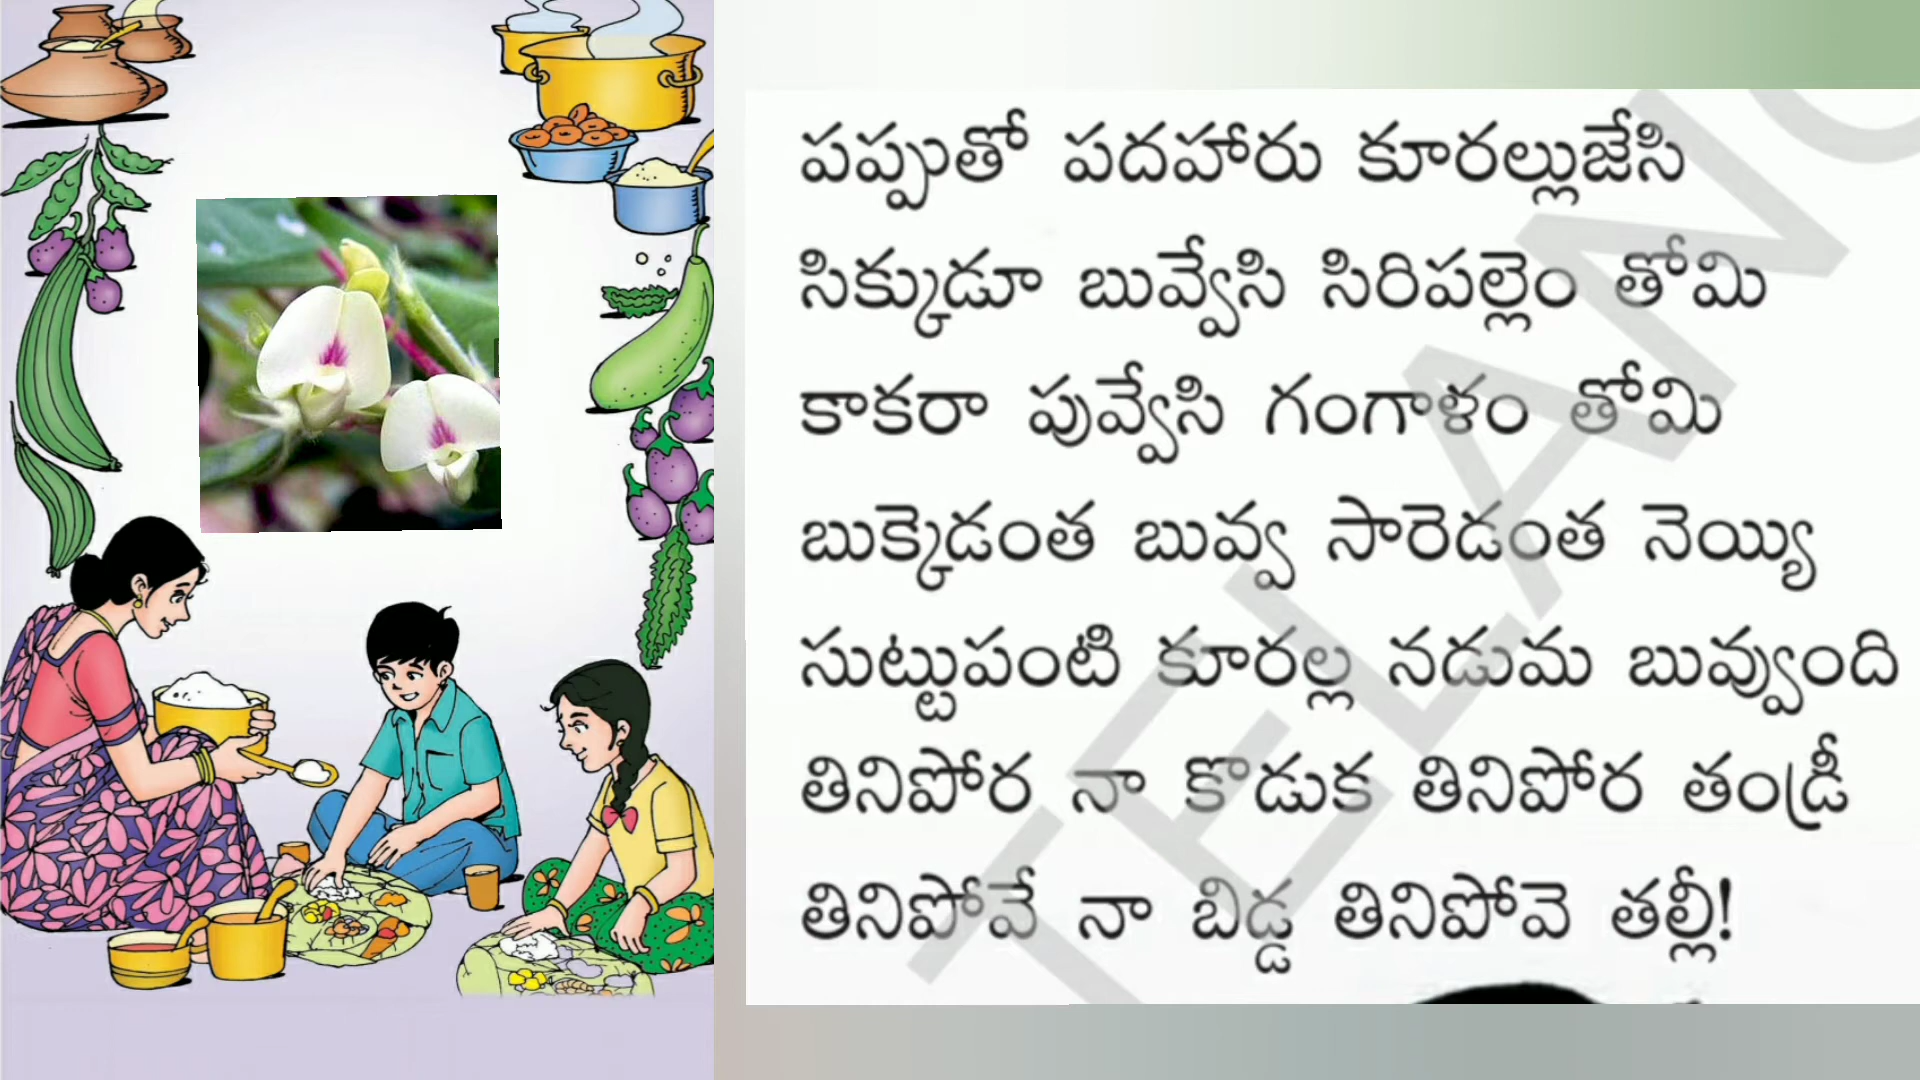 పప్పుతో పదహారు కూరల్లుజేసి
సిక్కుడూ బువ్వేసి సిరిపల్లెం తోమి
కాకరా పువ్వేసి గంగాళం తోమి
బుక్కెడంత బువ్వ సారెడంత నెయ్యి
సుట్టుపంటి కూరల్ల నడుమ బువ్వుంది
తినిపోర నా కొడుక తినిపోర తండ్రీ
తినిపోవే నా బిడ్డ తినిపోవె తల్లీ!